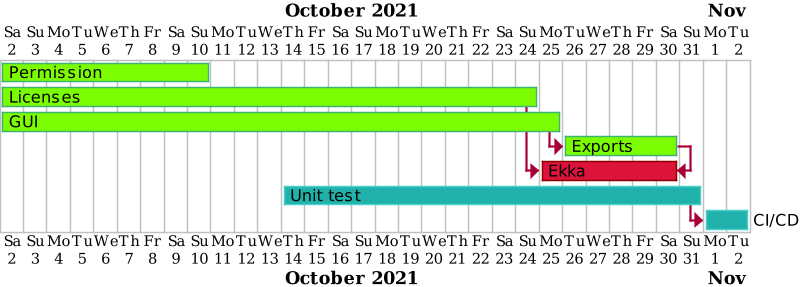 October 2021 Nov
Sa Su Mo Tu We Th Fr Sa Su Mo Tu We Th Fr Sa Su Mo Tu We Th Fr Sa Su Mo Tu We Th Fr Sa Su Mo Tu
2 3 4 5 6 7 8 9 10 11 12 13 14 15 16 17 18 19 20 21 22 23 24 25 26 27 28 29 30 31 1 2
Permission
Licenses
GUI
Exports
Ekka
Unit test
CI/CD
Sa Su Mo Tu We Th Fr Sa Su Mo Tu We Th Fr Sa Su Mo Tu We Th Fr Sa Su Mo Tu We Th Fr Sa Su Mo Tu
2 3 4 5 6 7 8 9 10 11 12 13 14 15 16 17 18 19 20 21 22 23 24 25 26 27 28 29 30 31 1 2
October 2021 Nov